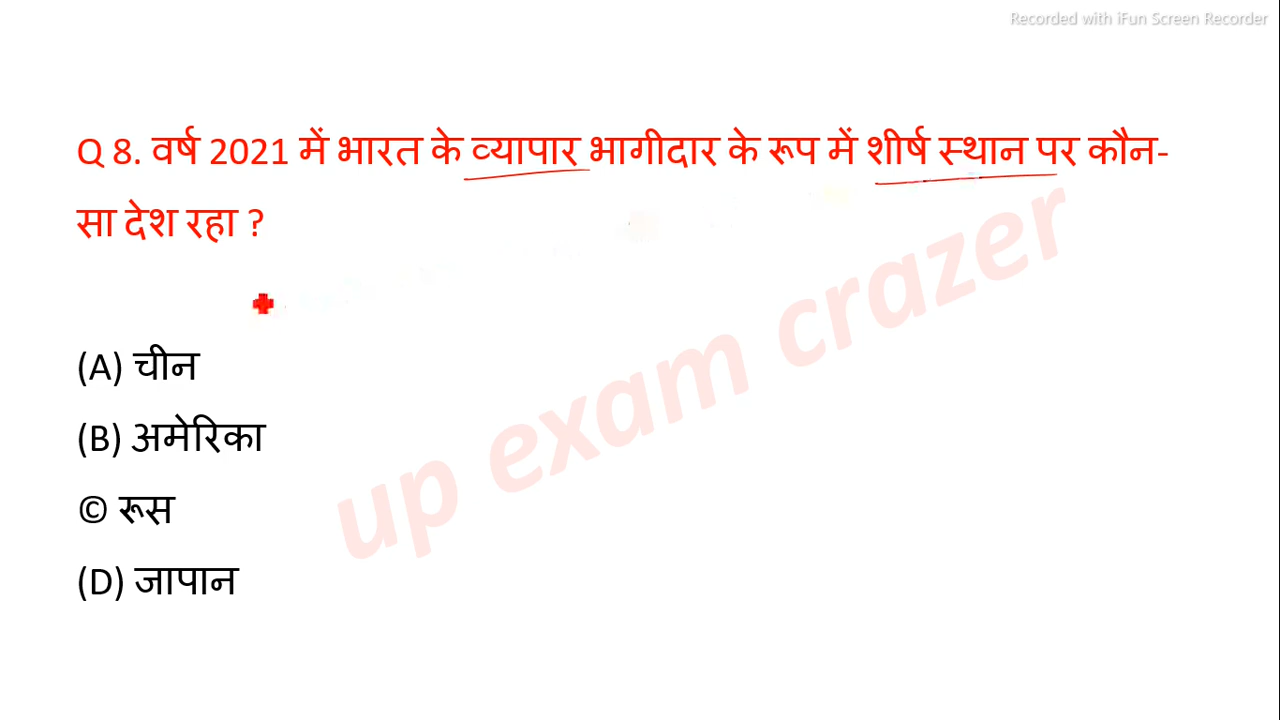 Recorded with iFun Screen Recorder
Q 8. वर्ष 2021 में भारत के व्यापार भागीदार के रूप में शीर्ष स्थान पर कौन-
सा देश रहा ?
(A) चीन
(B) अमेरिका
© रूस
(D) जापान
up exam crazer